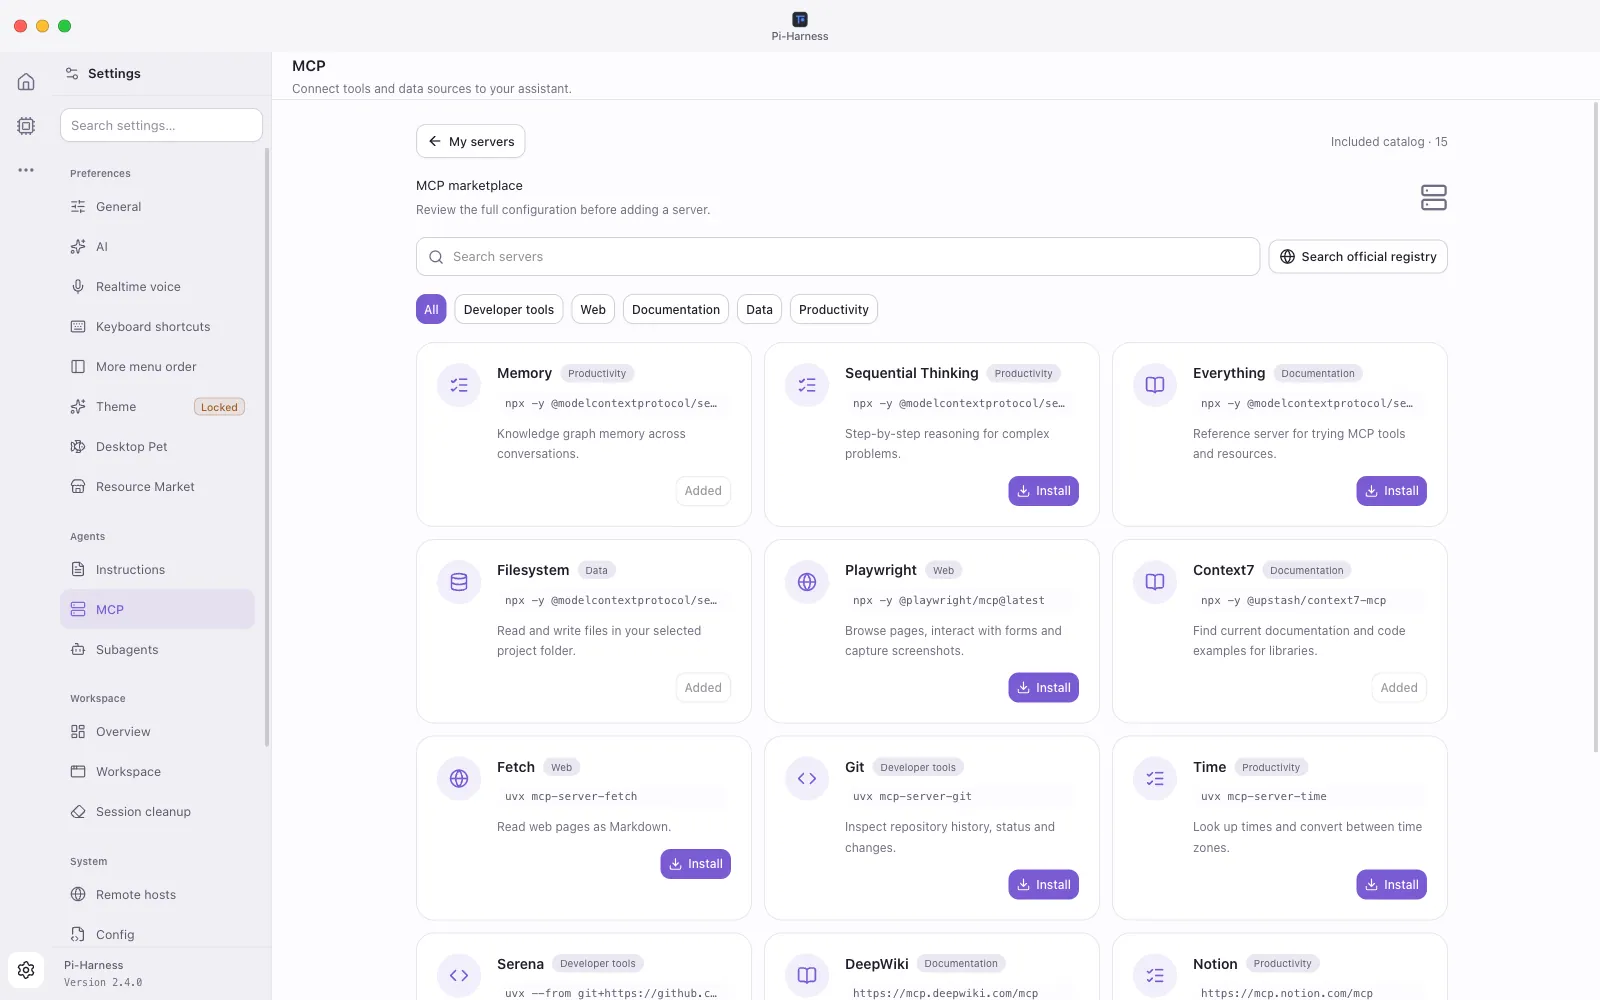 Pi-Harness
Settings
Search settings...
Preferences
General
AI
Realtime voice
Keyboard shortcuts
More menu order
Theme
Locked
Desktop Pet
Resource Market
Agents
Instructions
MCP
Subagents
Workspace
Overview
Workspace
Session cleanup
System
Remote hosts
Config
Pi-Harness
Version 2.4.0
MCP
Connect tools and data sources to your assistant.
My servers
Included catalog · 15
MCP marketplace
Review the full configuration before adding a server.
Search servers
Search official registry
All
Developer tools
Web
Documentation
Data
Productivity
Memory
Productivity
npx -y @modelcontextprotocol/se…
Knowledge graph memory across
conversations.
Added
Sequential Thinking
Productivity
npx -y @modelcontextprotocol/se…
Step-by-step reasoning for complex
problems.
Install
Everything
Documentation
npx -y @modelcontextprotocol/se…
Reference server for trying MCP tools
and resources.
Install
Filesystem
Data
npx -y @modelcontextprotocol/se…
Read and write files in your selected
project folder.
Added
Playwright
Web
npx -y @playwright/mcp@latest
Browse pages, interact with forms and
capture screenshots.
Install
Context7
Documentation
npx -y @upstash/context7-mcp
Find current documentation and code
examples for libraries.
Added
Fetch
Web
uvx mcp-server-fetch
Read web pages as Markdown.
Install
Git
Developer tools
uvx mcp-server-git
Inspect repository history, status and
changes.
Install
Time
Productivity
uvx mcp-server-time
Look up times and convert between time
zones.
Install
Serena
Developer tools
uvx --from git+https://github.c…
DeepWiki
Documentation
https://mcp.deepwiki.com/mcp
Notion
Productivity
https://mcp.notion.com/mcp